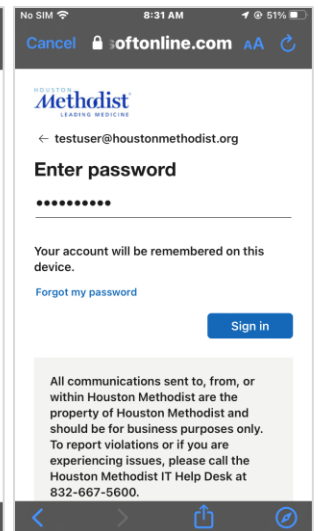 No SIM 8:31 AM 51%
Cancel softonline.com AA
HOUSTON
Methodist
LEADING MEDICINE
← testuser@houstonmethodist.org
Enter password
••••••••••
Your account will be remembered on this
device.
Forgot my password
Sign in
All communications sent to, from, or
within Houston Methodist are the
property of Houston Methodist and
should be for business purposes only.
To report violations or if you are
experiencing issues, please call the
Houston Methodist IT Help Desk at
832-667-5600.